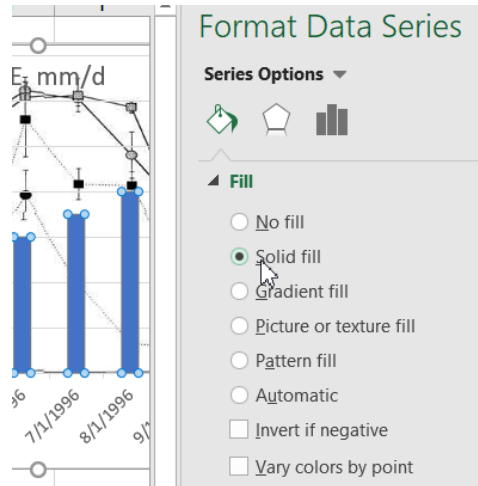 E, mm/d
7/1/1996
8/1/1996
Format Data Series
Series Options
Fill
No fill
Solid fill
Gradient fill
Picture or texture fill
Pattern fill
Automatic
Invert if negative
Vary colors by point